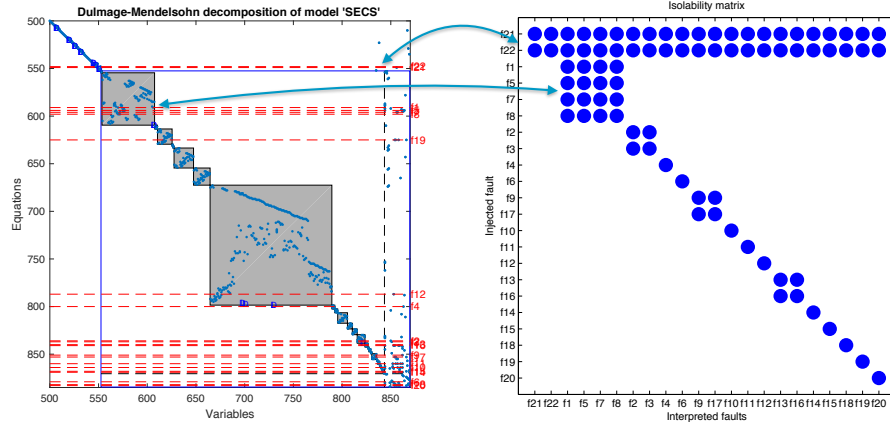 Dulmage-Mendelsohn decomposition of model 'SECS'
500
550
600
650
700
750
800
850
Equations
500
550
600
650
700
750
800
850
Variables
f22
f1
f8
f19
f12
f4
f20
Isolability matrix
f21
f22
f1
f5
f7
f8
f2
f3
f4
f6
f9
f17
f10
f11
f12
f13
f16
f14
f15
f18
f19
f20
Injected fault
f21 f22 f1 f5 f7 f8 f2 f3 f4 f6 f9 f17 f10 f11 f12 f13 f16 f14 f15 f18 f19 f20
Interpreted faults